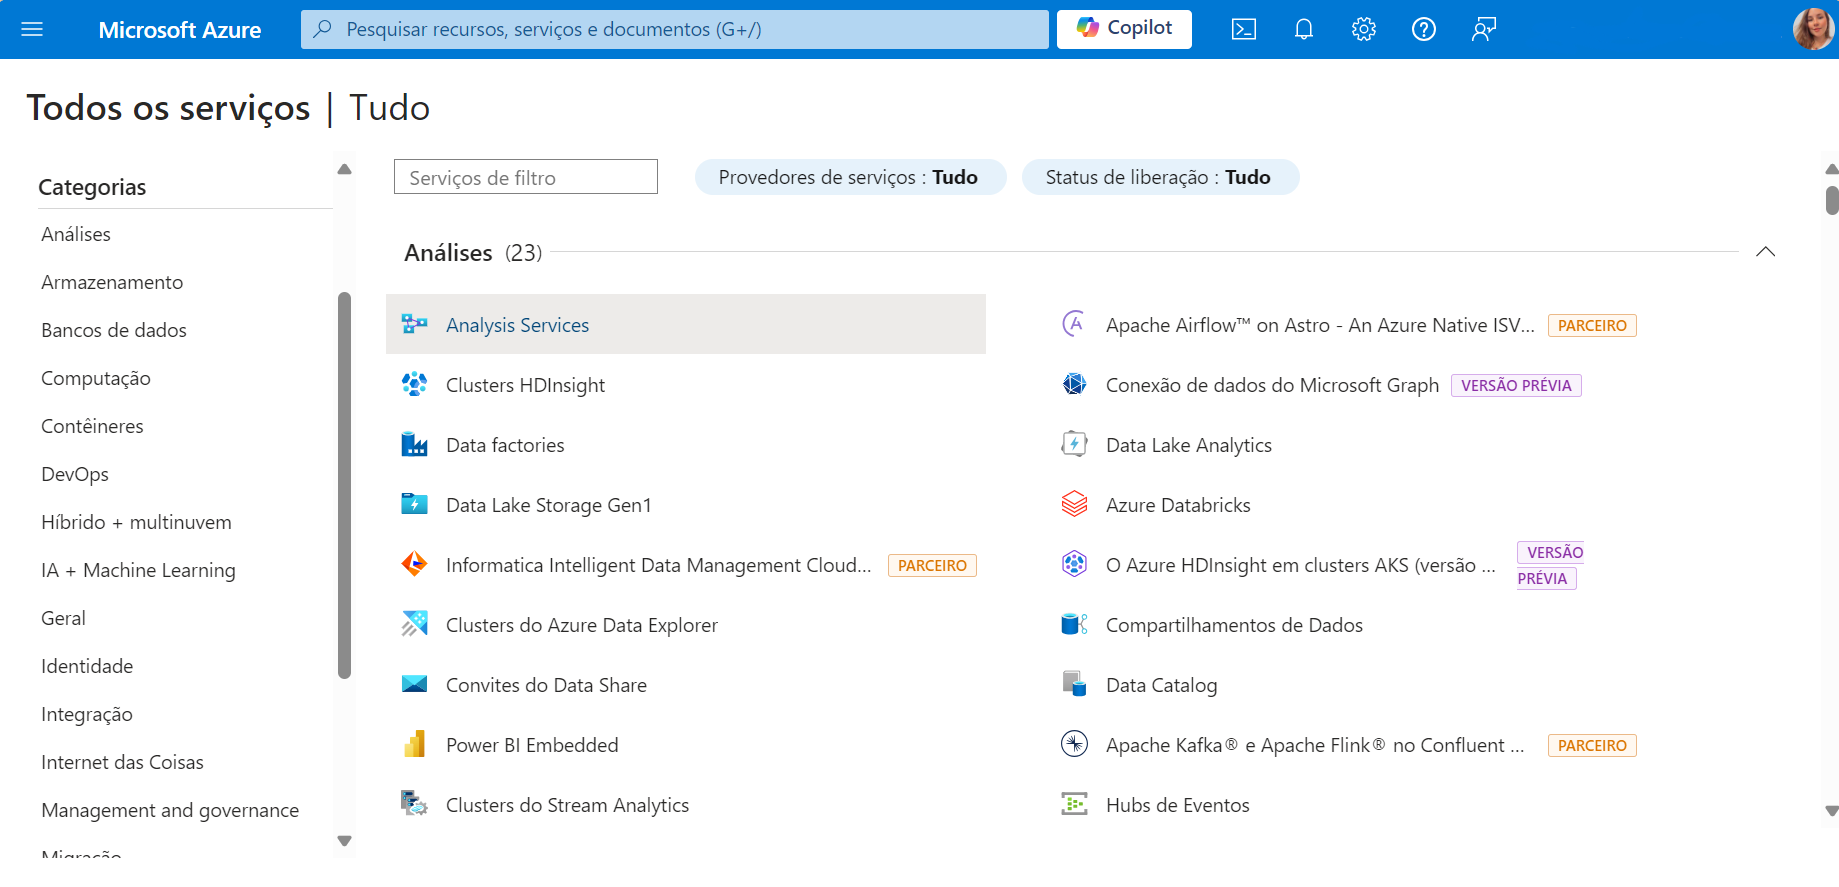 Microsoft Azure
Pesquisar recursos, serviços e documentos (G+/)
Copilot
Todos os serviços | Tudo
Categorias
Análises
Armazenamento
Bancos de dados
Computação
Contêineres
DevOps
Híbrido + multinuvem
IA + Machine Learning
Geral
Identidade
Integração
Internet das Coisas
Management and governance
Migração
Serviços de filtro
Provedores de serviços : Tudo
Status de liberação : Tudo
Análises (23)
Analysis Services
Apache Airflow™ on Astro - An Azure Native ISV... PARCEIRO
Clusters HDInsight
Conexão de dados do Microsoft Graph VERSÃO PRÉVIA
Data factories
Data Lake Analytics
Data Lake Storage Gen1
Azure Databricks
Informatica Intelligent Data Management Cloud... PARCEIRO
O Azure HDInsight em clusters AKS (versão ... VERSÃO
PRÉVIA
Clusters do Azure Data Explorer
Compartilhamentos de Dados
Convites do Data Share
Data Catalog
Power BI Embedded
Apache Kafka® e Apache Flink® no Confluent ... PARCEIRO
Clusters do Stream Analytics
Hubs de Eventos